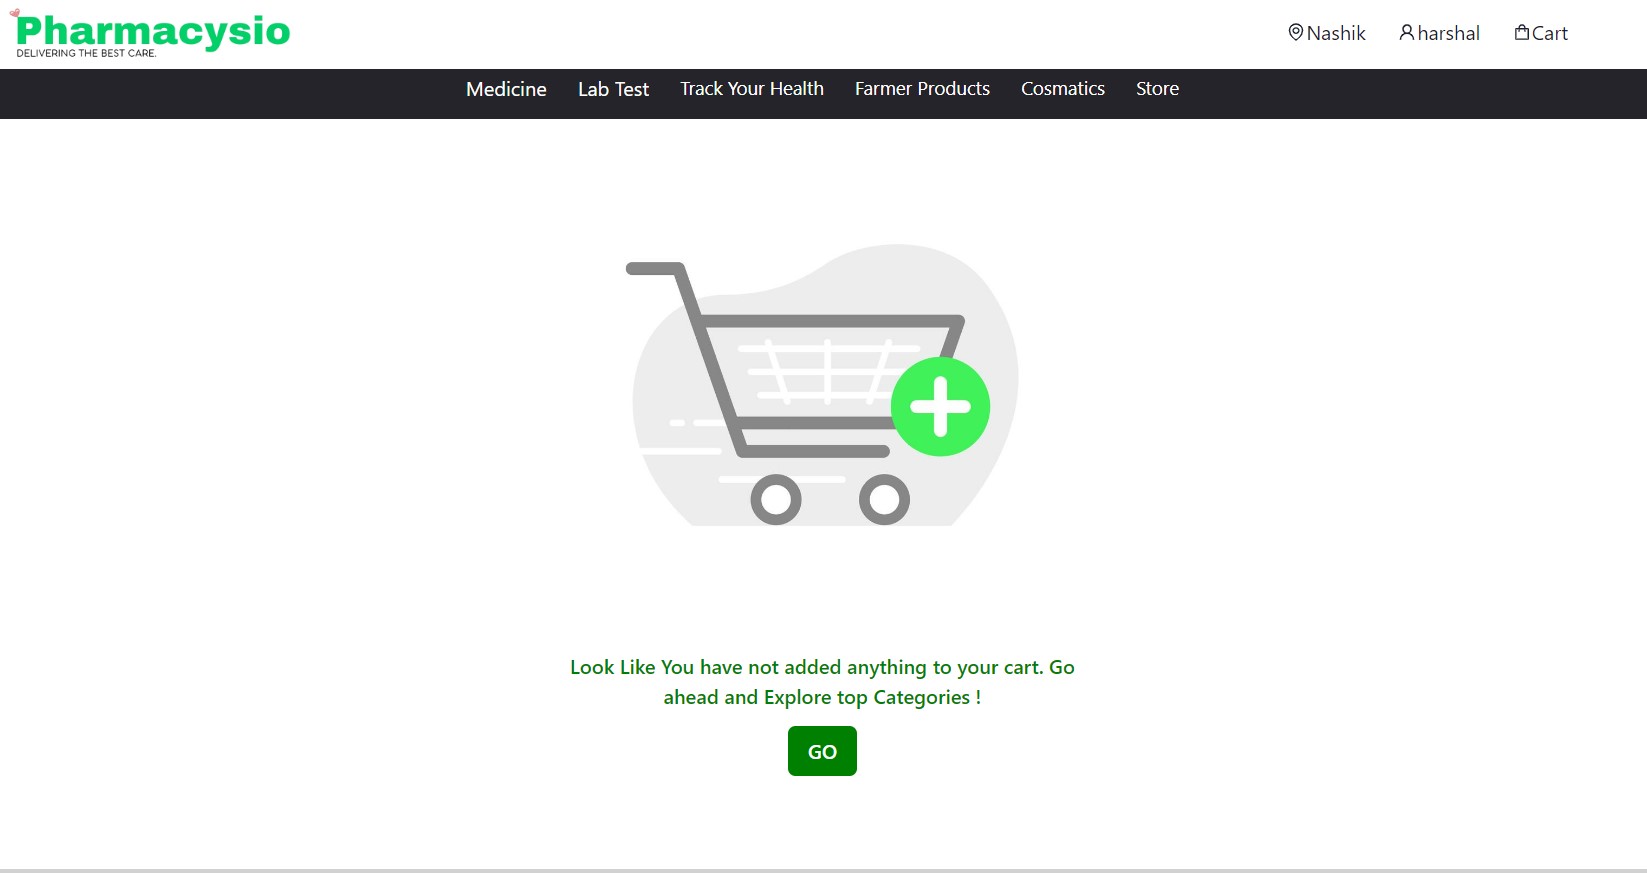 Pharmacysio
DELIVERING THE BEST CARE.
Nashik harshal Cart
Medicine Lab Test Track Your Health Farmer Products Cosmatics Store
Look Like You have not added anything to your cart. Go
ahead and Explore top Categories !
GO